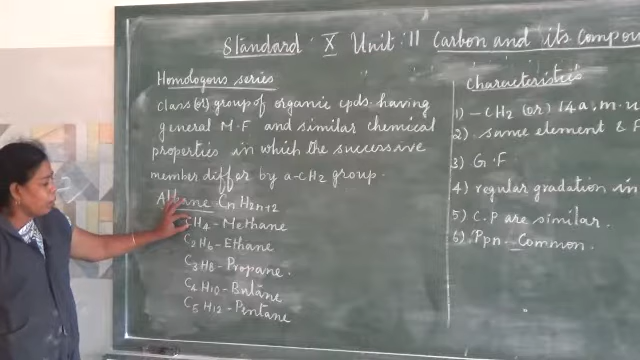 Standard X Unit: 11 Carbon and its Compou
Homologous series
class (or) group of organic cpds. having
general M.F and similar chemical
properties in which the successive
member differ by a-CH2 group.
Alkane CnH2n+2
CH4 - Methane
C2H6 - Ethane
C3H8 - Propane.
C4H10 - Butane
C5H12 - Pentane
Characteristics
1) -CH2 (or) 14 a.m.u
2) same element & F
3) G.F
4) regular gradation in
5) C.P are similar.
6) Ppn. Common.